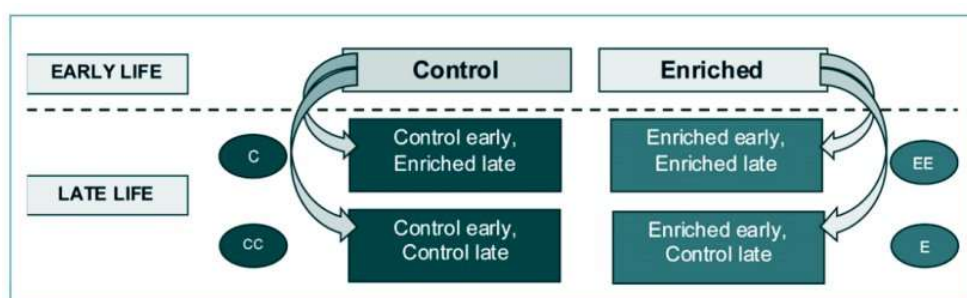 EARLY LIFE
Control
Enriched
C
Control early,
Enriched late
Enriched early,
Enriched late
EE
LATE LIFE
CC
Control early,
Control late
Enriched early,
Control late
E